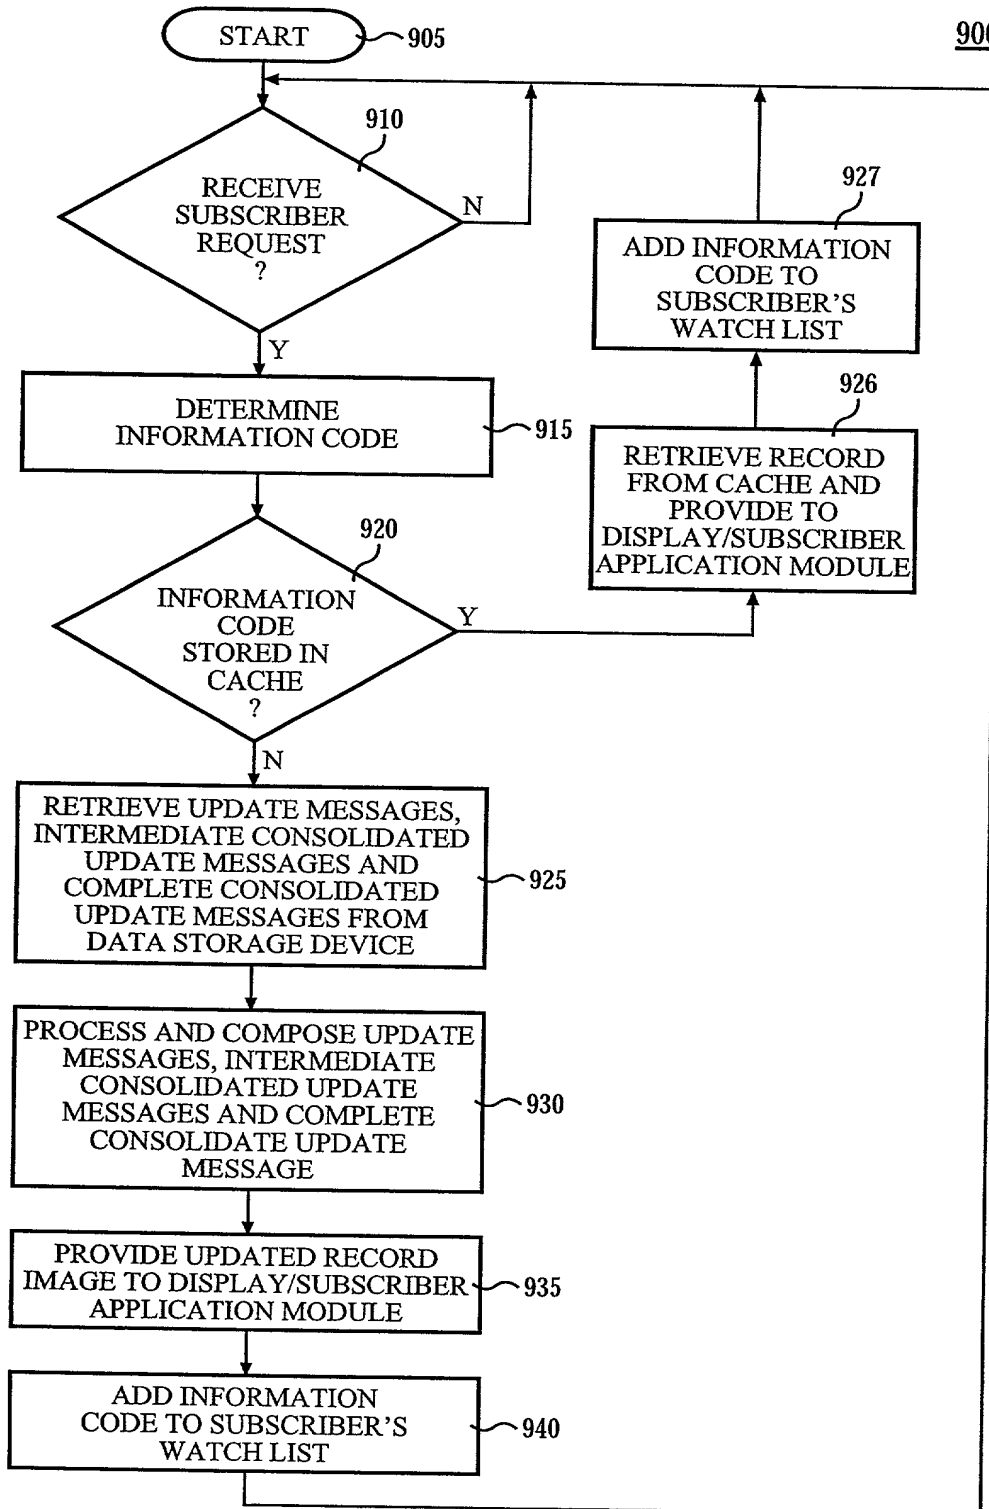 START
905
900
910
RECEIVE
SUBSCRIBER
REQUEST
?
N
Y
927
ADD INFORMATION
CODE TO
SUBSCRIBER'S
WATCH LIST
DETERMINE
INFORMATION CODE
915
926
RETRIEVE RECORD
FROM CACHE AND
PROVIDE TO
DISPLAY/SUBSCRIBER
APPLICATION MODULE
920
INFORMATION
CODE
STORED IN
CACHE
?
Y
N
RETRIEVE UPDATE MESSAGES,
INTERMEDIATE CONSOLIDATED
UPDATE MESSAGES AND
COMPLETE CONSOLIDATED
UPDATE MESSAGES FROM
DATA STORAGE DEVICE
925
PROCESS AND COMPOSE UPDATE
MESSAGES, INTERMEDIATE
CONSOLIDATED UPDATE
MESSAGES AND COMPLETE
CONSOLIDATE UPDATE
MESSAGE
930
PROVIDE UPDATED RECORD
IMAGE TO DISPLAY/SUBSCRIBER
APPLICATION MODULE
935
ADD INFORMATION
CODE TO SUBSCRIBER'S
WATCH LIST
940